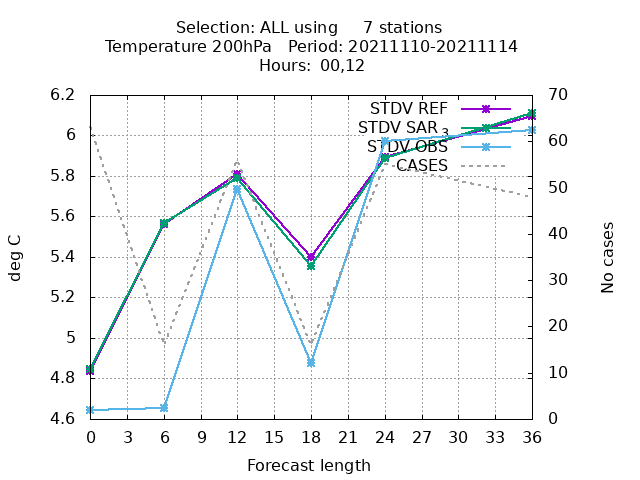 Selection: ALL using 7 stations
Temperature 200hPa Period: 20211110-20211114
Hours: 00,12
6.2
6
5.8
5.6
5.4
5.2
5
4.8
4.6
70
60
50
40
30
20
10
0
STDV REF
STDV SAR 3
STDV OBS
CASES
deg C
No cases
0 3 6 9 12 15 18 21 24 27 30 33 36
Forecast length